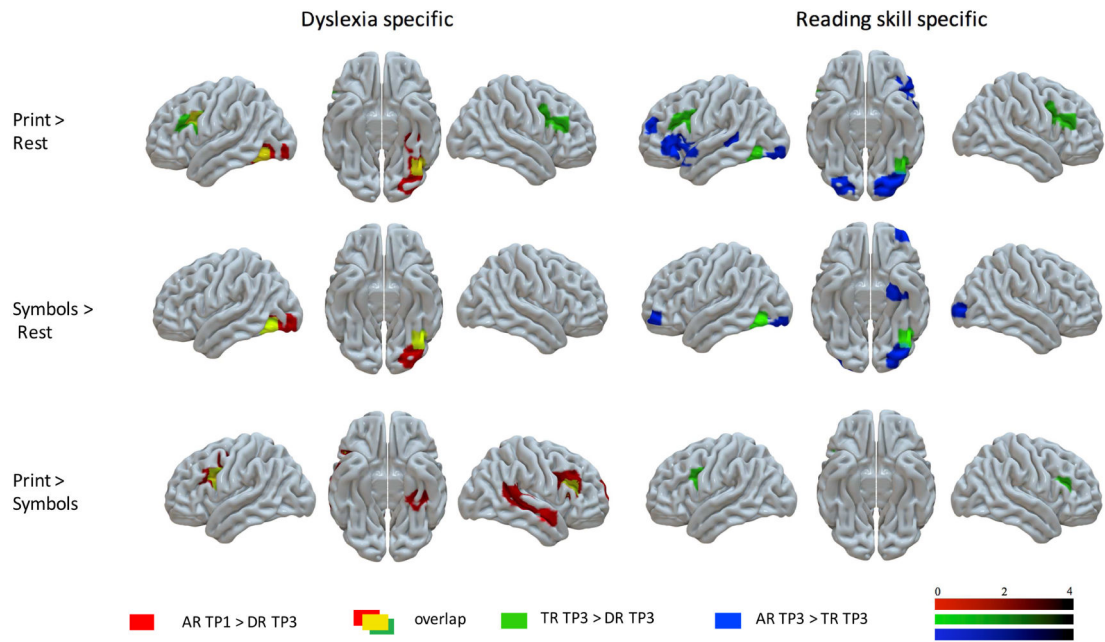 Dyslexia specific
Reading skill specific
Print >
Rest
Symbols >
Rest
Print >
Symbols
AR TP1 > DR TP3
overlap
TR TP3 > DR TP3
AR TP3 > TR TP3
0 2 4